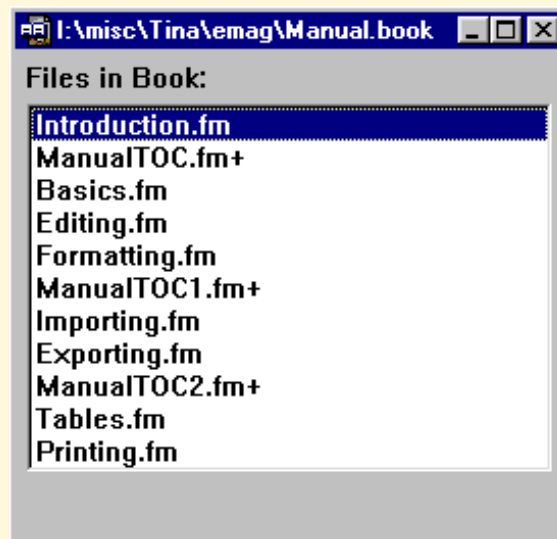 I:\misc\Tina\emag\Manual.book
Files in Book:
Introduction.fm
ManualTOC.fm+
Basics.fm
Editing.fm
Formatting.fm
ManualTOC1.fm+
Importing.fm
Exporting.fm
ManualTOC2.fm+
Tables.fm
Printing.fm